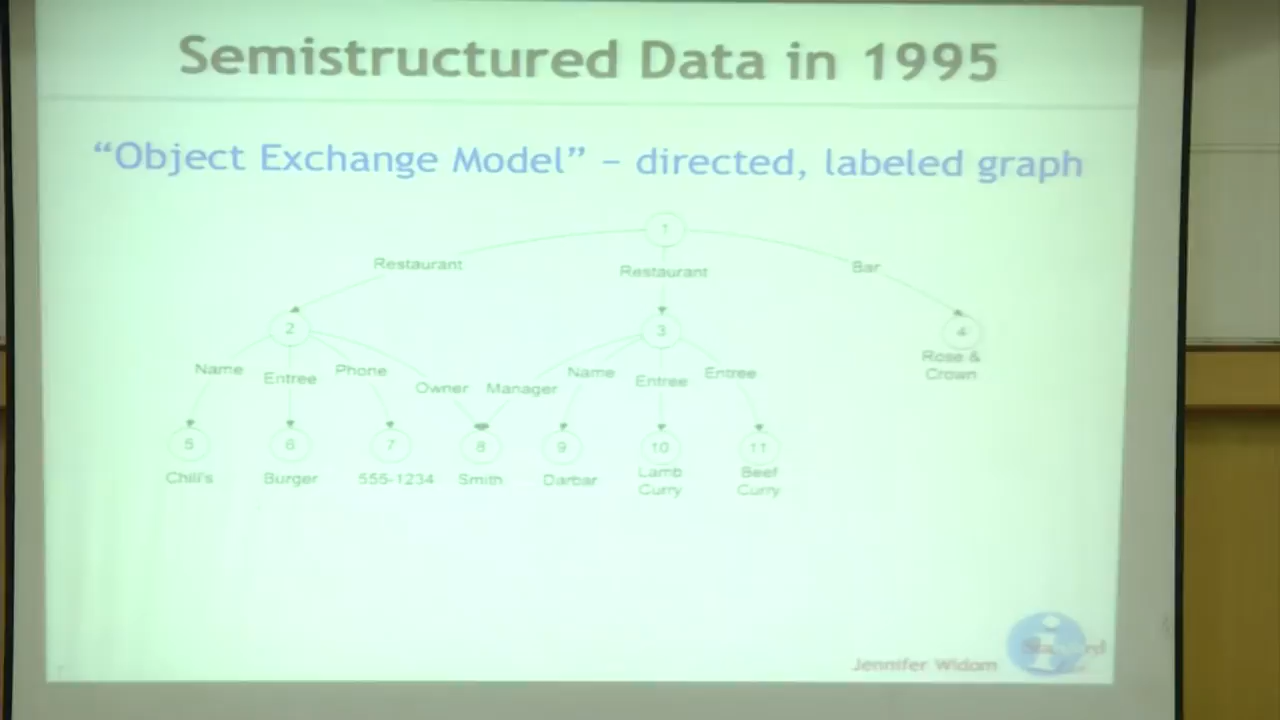 Semistructured Data in 1995
“Object Exchange Model” – directed, labeled graph
1
Restaurant
Restaurant
Bar
2
3
4
Rose &
Crown
Name
Entree
Phone
Owner
Manager
Name
Entree
Entree
5
6
7
8
9
10
11
Chili's
Burger
555-1234
Smith
Darbar
Lamb
Curry
Beef
Curry
Jennifer Widom